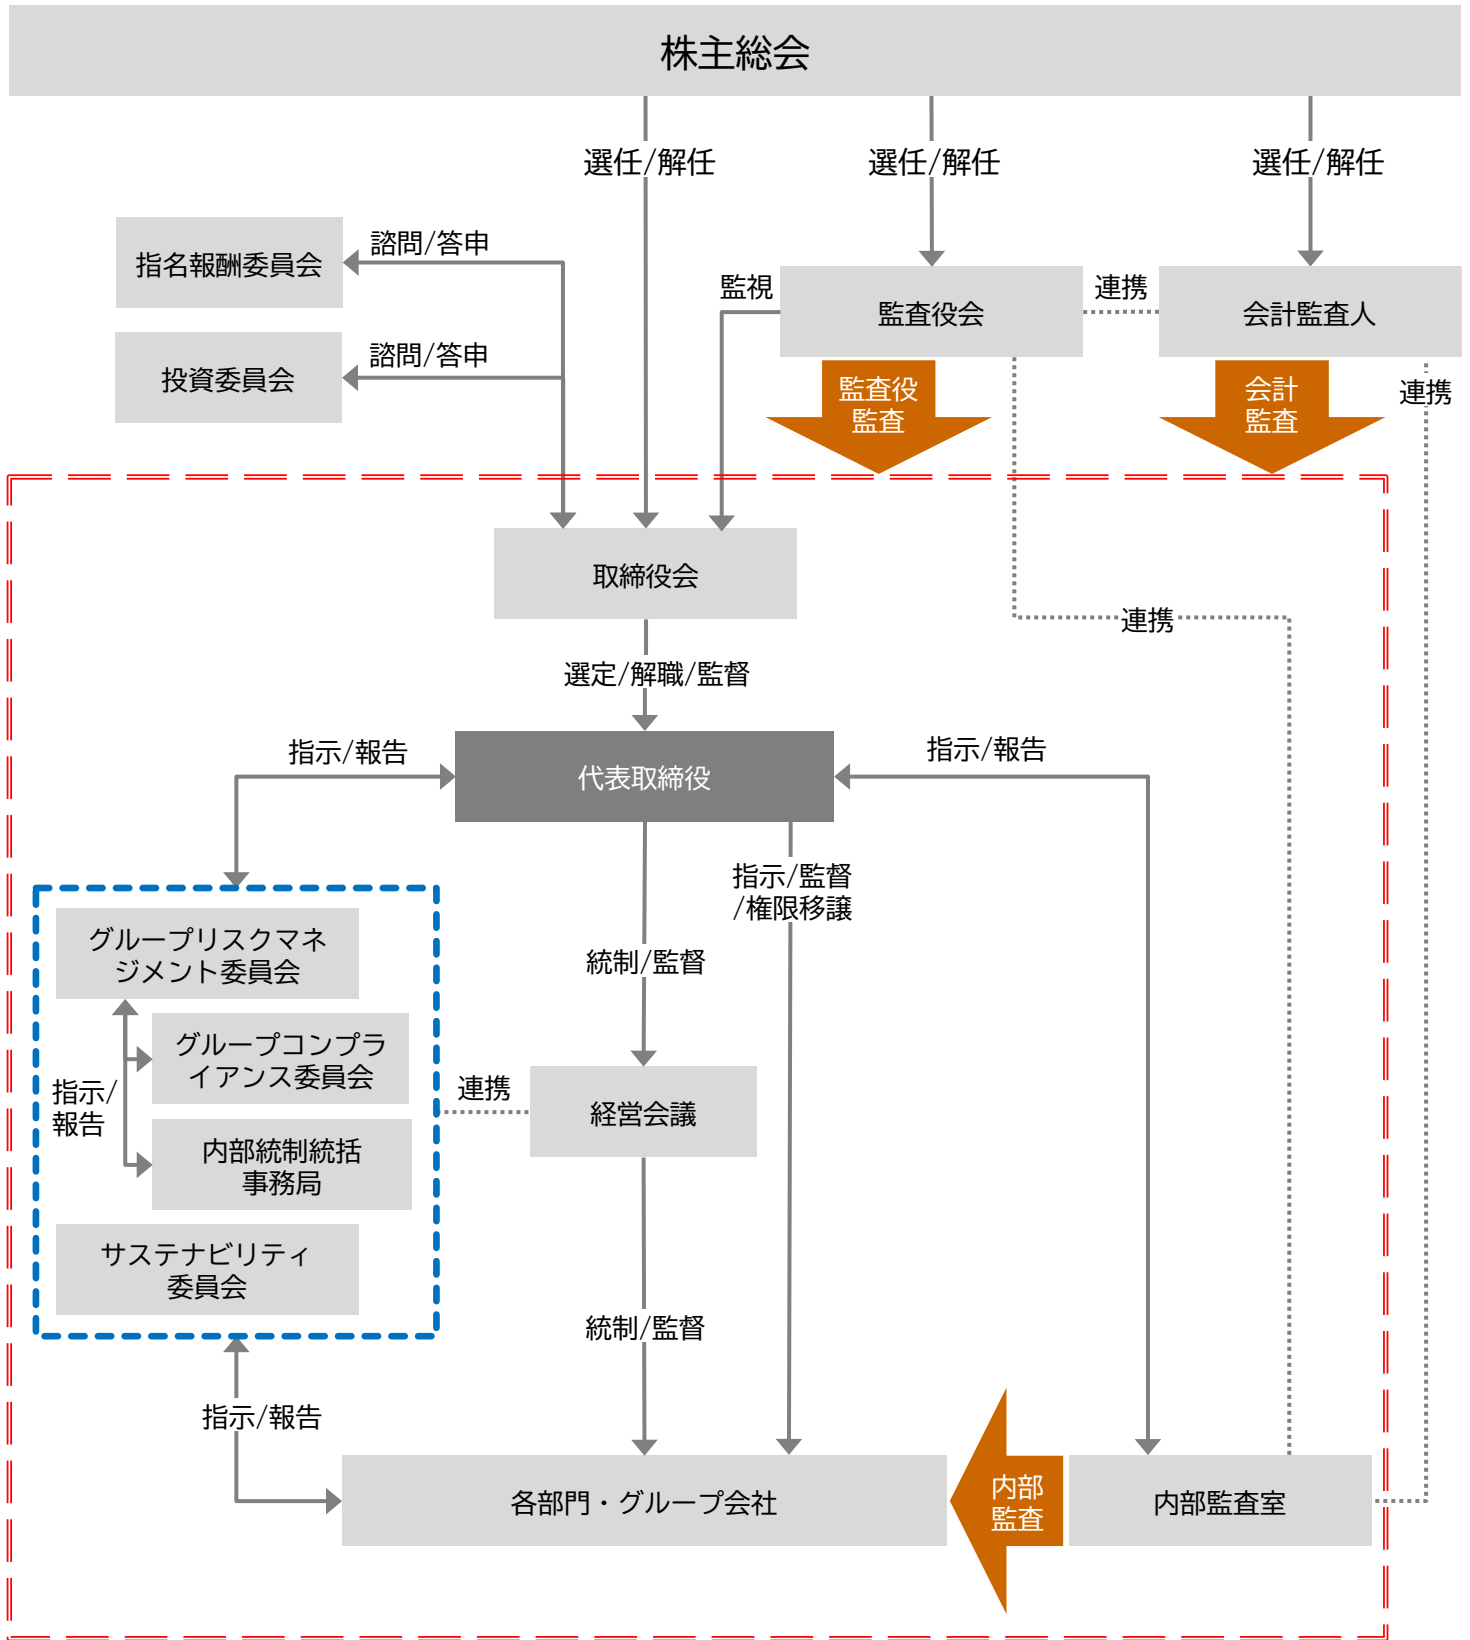 株主総会
選任/解任
選任/解任
選任/解任
指名報酬委員会
諮問/答申
投資委員会
諮問/答申
監視
監査役会
連携
会計監査人
監査役
監査
会計
監査
連携
取締役会
連携
選定/解職/監督
指示/報告
代表取締役
指示/報告
指示/監督
/権限移譲
統制/監督
グループリスクマネ
ジメント委員会
グループコンプラ
イアンス委員会
指示/
報告
内部統制統括
事務局
サステナビリティ
委員会
連携
経営会議
統制/監督
指示/報告
各部門・グループ会社
内部
監査
内部監査室